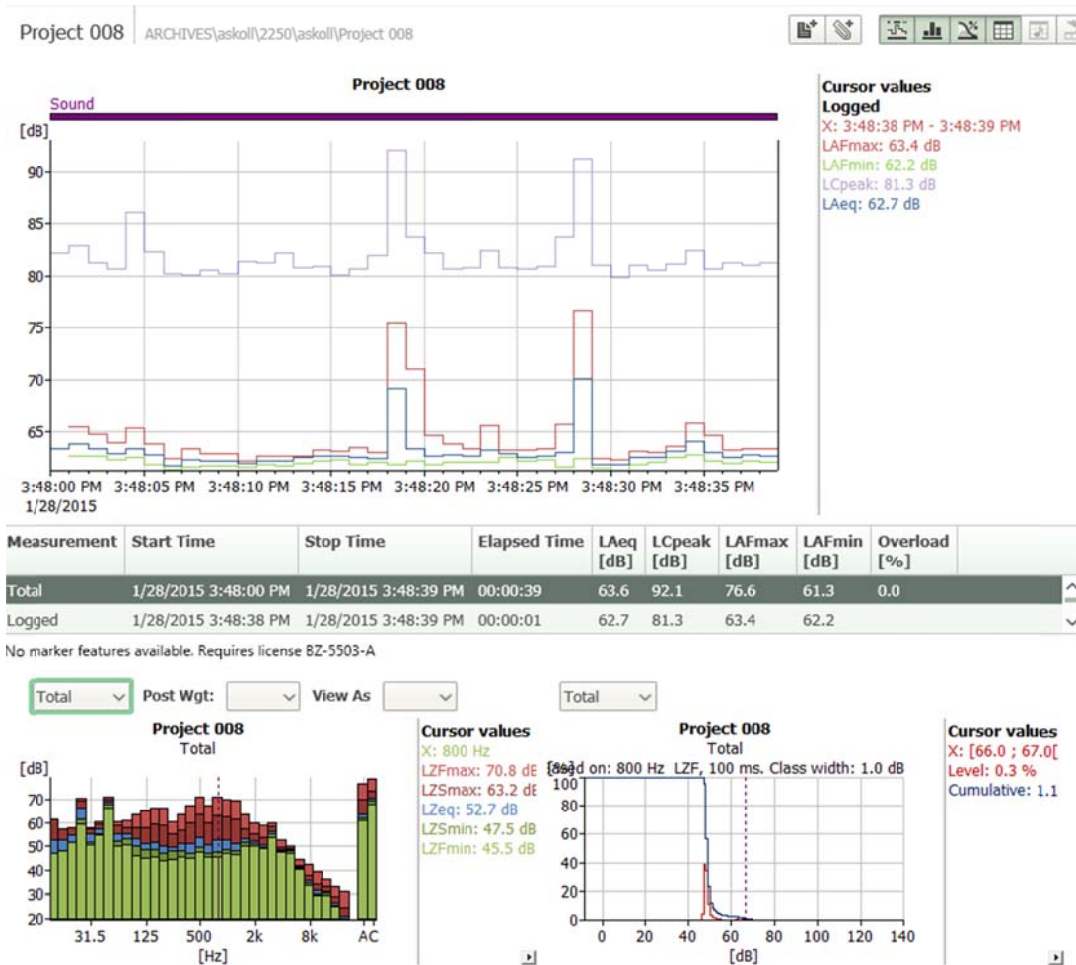 Project 008 ARCHIVES\askoll\2250\askoll\Project 008
Project 008
Sound
[dB]
90
85
80
75
70
65
3:48:00 PM 3:48:05 PM 3:48:10 PM 3:48:15 PM 3:48:20 PM 3:48:25 PM 3:48:30 PM 3:48:35 PM
1/28/2015
Cursor values
Logged
X: 3:48:38 PM - 3:48:39 PM
LAFmax: 63.4 dB
LAFmin: 62.2 dB
LCpeak: 81.3 dB
LAeq: 62.7 dB
Measurement Start Time Stop Time Elapsed Time LAeq [dB] LCpeak [dB] LAFmax [dB] LAFmin [dB] Overload [%]
Total 1/28/2015 3:48:00 PM 1/28/2015 3:48:39 PM 00:00:39 63.6 92.1 76.6 61.3 0.0
Logged 1/28/2015 3:48:38 PM 1/28/2015 3:48:39 PM 00:00:01 62.7 81.3 63.4 62.2
No marker features available. Requires license BZ-5503-A
Total Post Wgt: View As Total
Project 008
Total
[dB]
70
60
50
40
30
20
31.5 125 500 2k 8k AC
[Hz]
Cursor values
X: 800 Hz
LZFmax: 70.8 dB
LZSmax: 63.2 dB
LZeq: 52.7 dB
LZSmin: 47.5 dB
LZFmin: 45.5 dB
Project 008
Total
on: 800 Hz LZF, 100 ms. Class width: 1.0 dB
100
80
60
40
20
0
0 20 40 60 80 100 120 140
[dB]
Cursor values
X: [66.0 ; 67.0[
Level: 0.3 %
Cumulative: 1.1